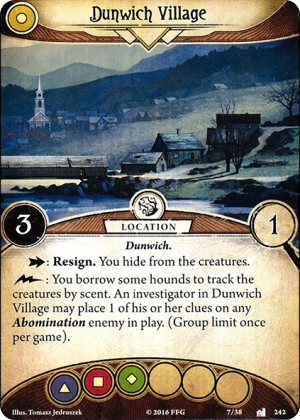 Dunwich Village
3
LOCATION
1
Dunwich.
: Resign. You hide from the creatures.
: You borrow some hounds to track the
creatures by scent. An investigator in Dunwich
Village may place 1 of his or her clues on any
Abomination enemy in play. (Group limit once
per game).
Illus. Tomasz Jedruszek © 2016 FFG 7/38 242